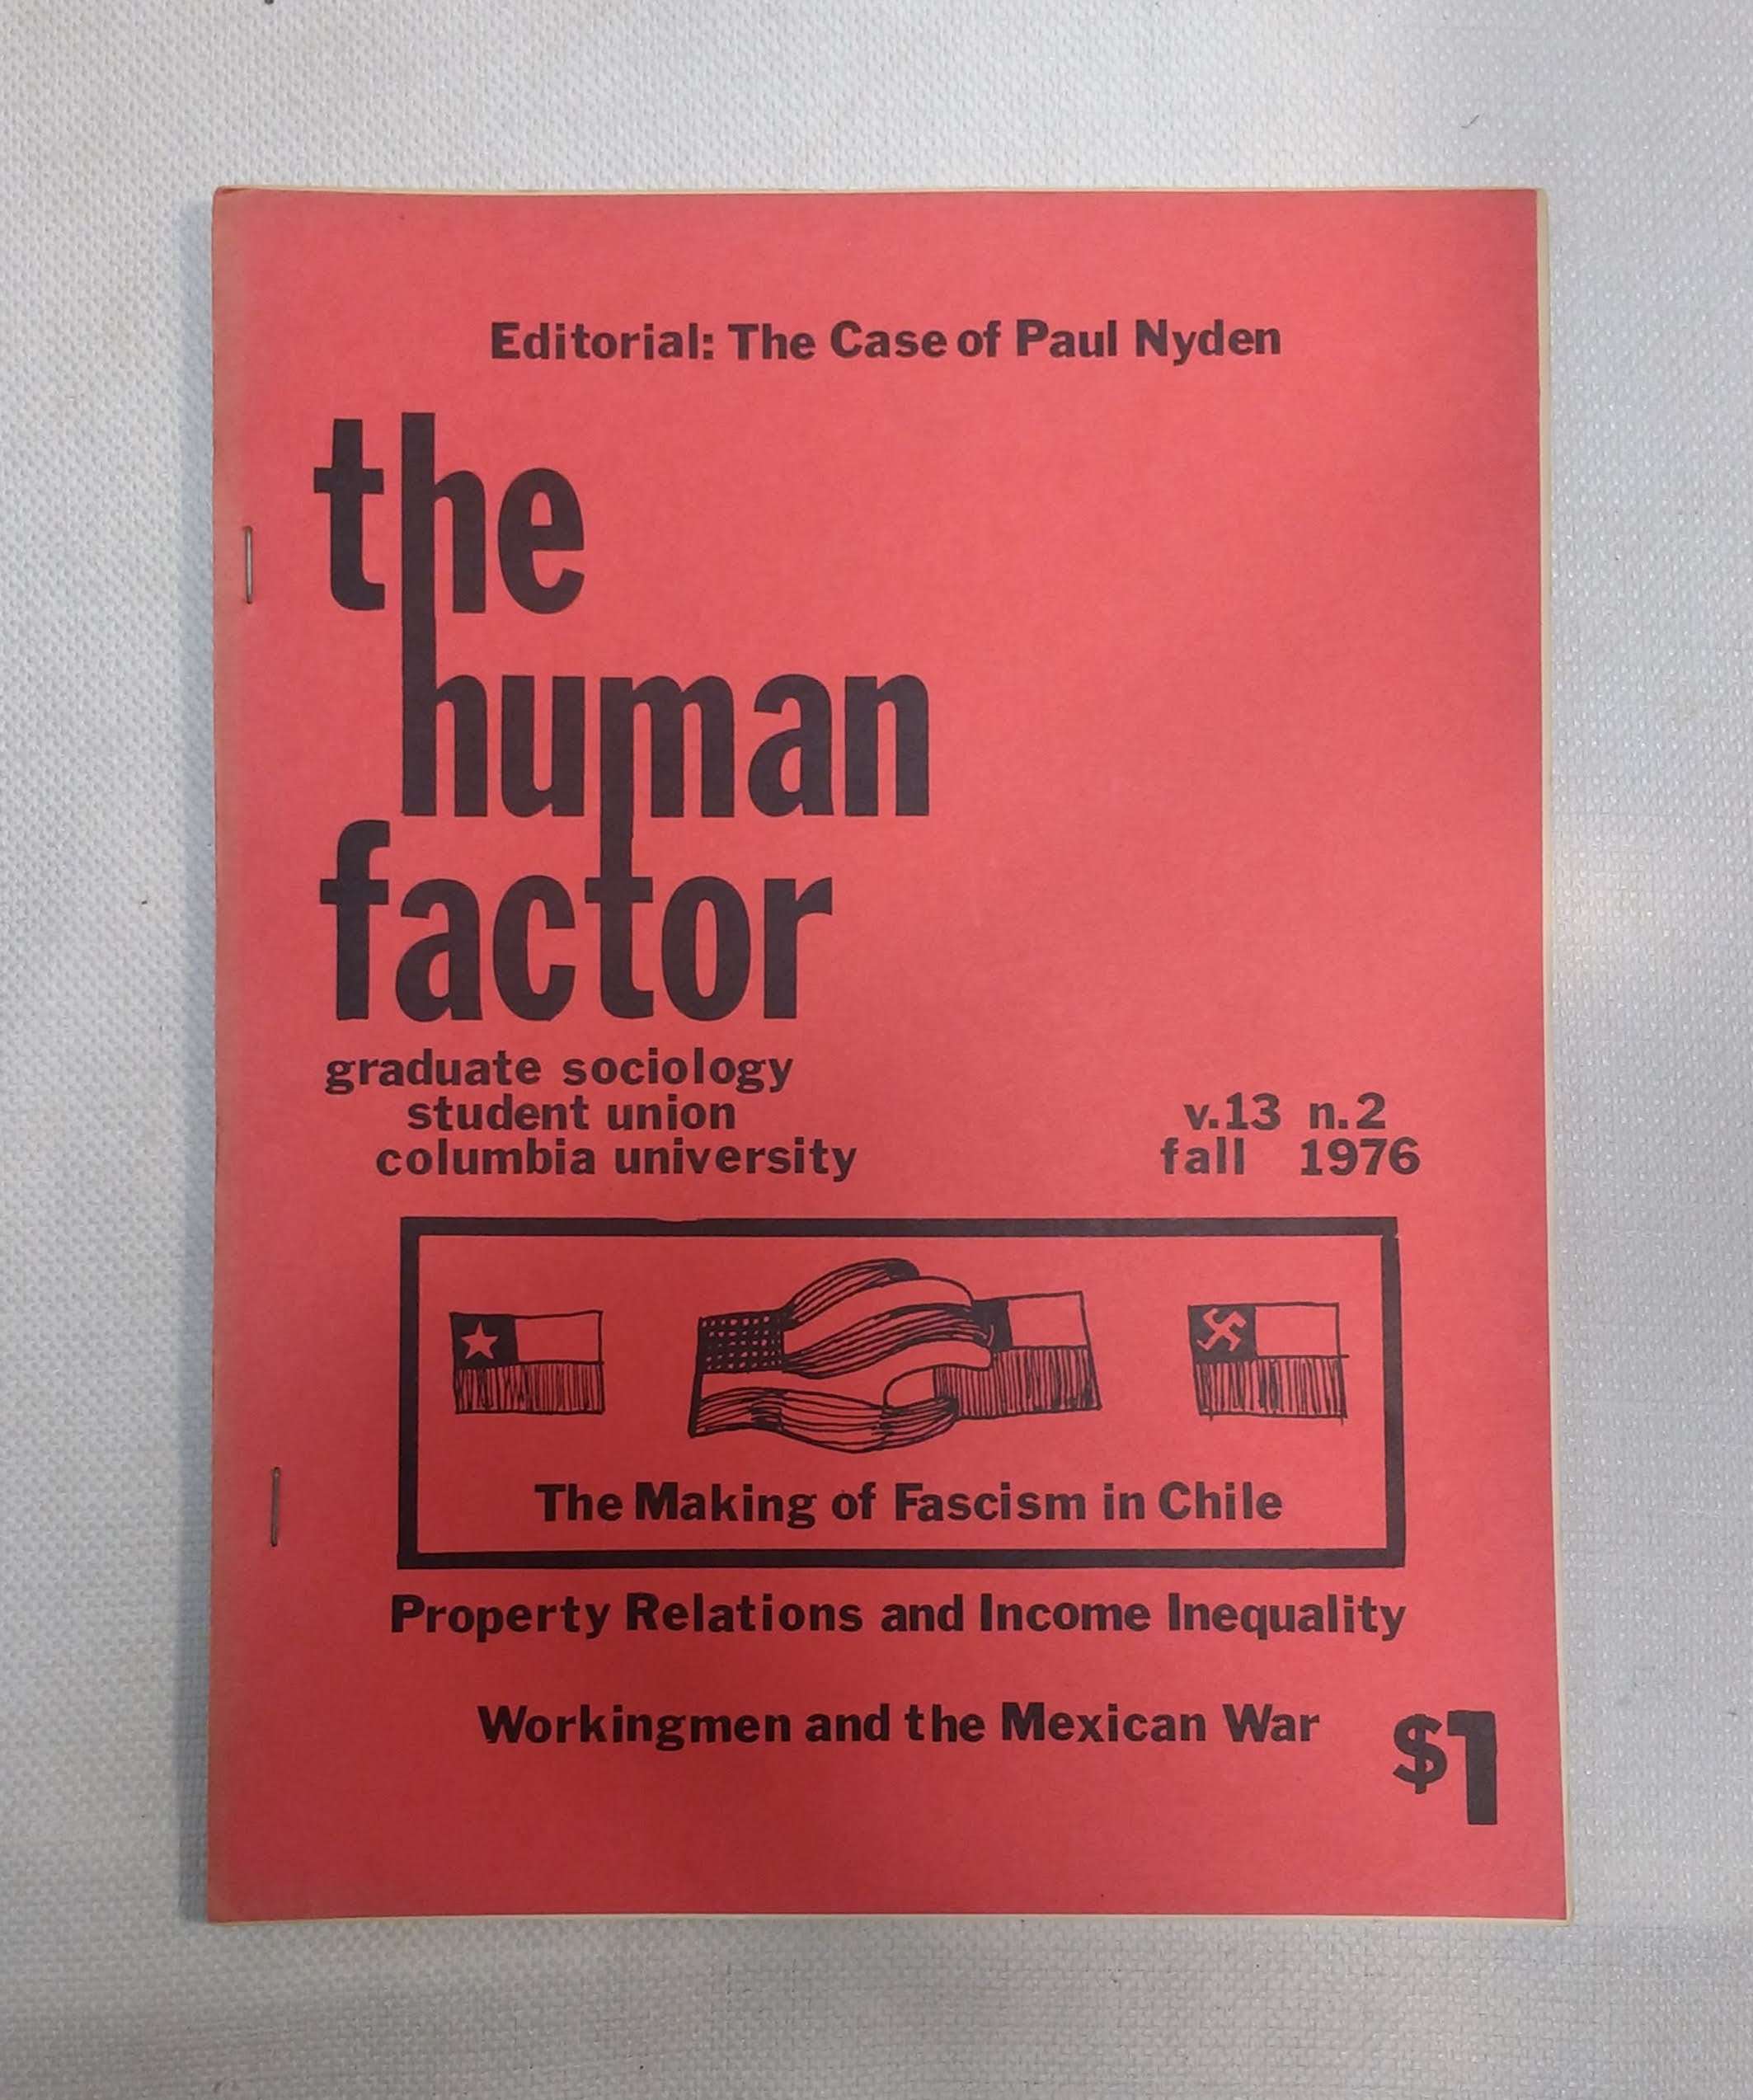 Editorial: The Case of Paul Nyden
the
human
factor
graduate sociology
student union
columbia university
v.13 n.2
fall 1976
The Making of Fascism in Chile
Property Relations and Income Inequality
Workingmen and the Mexican War
$1